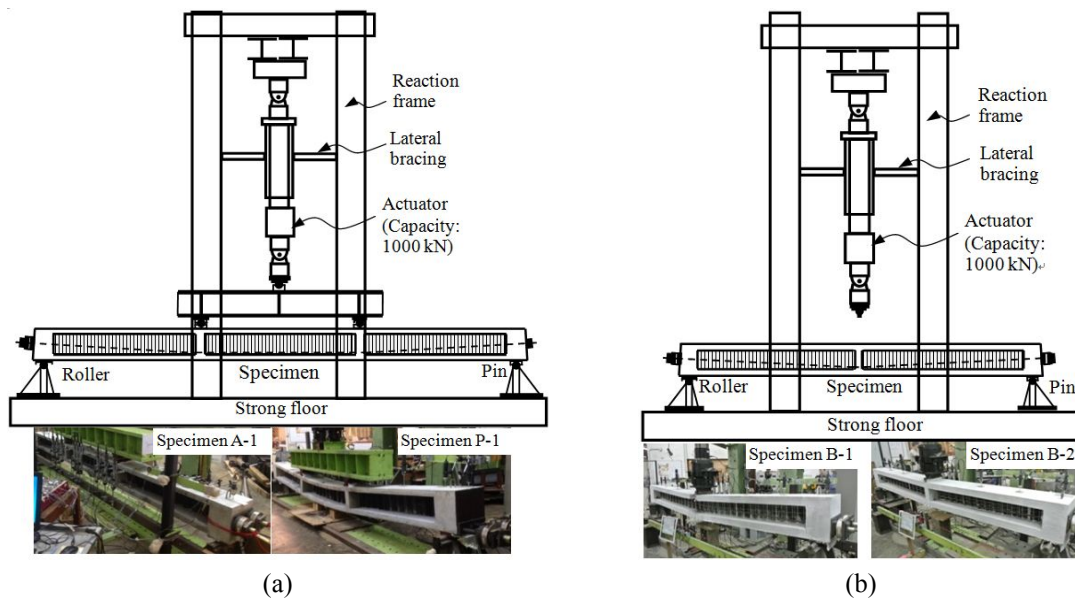 Reaction
frame
Lateral
bracing
Actuator
(Capacity:
1000 kN)
Roller
Specimen
Pin
Strong floor
Specimen A-1
Specimen P-1
(a)
Reaction
frame
Lateral
bracing
Actuator
(Capacity:
1000 kN)
Roller
Specimen
Pin
Strong floor
Specimen B-1
Specimen B-2
(b)